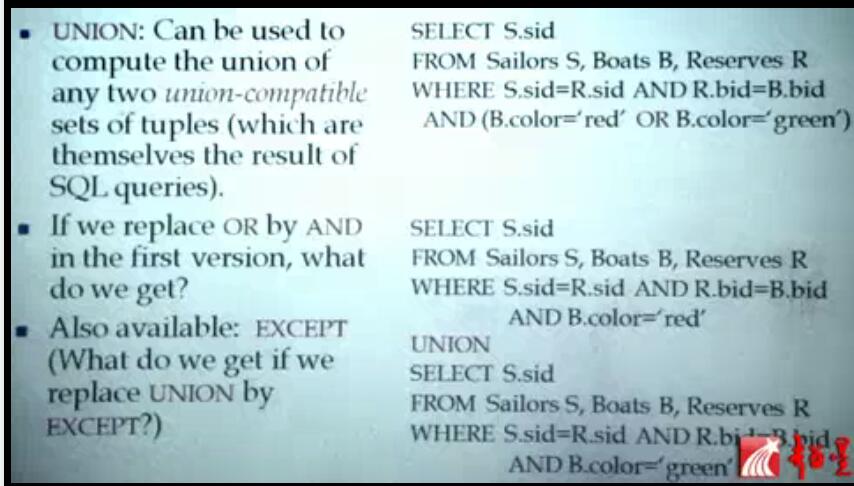 UNION: Can be used to
compute the union of
any two union-compatible
sets of tuples (which are
themselves the result of
SQL queries).
If we replace OR by AND
in the first version, what
do we get?
Also available: EXCEPT
(What do we get if we
replace UNION by
EXCEPT?)
SELECT S.sid
FROM Sailors S, Boats B, Reserves R
WHERE S.sid=R.sid AND R.bid=B.bid
AND (B.color='red' OR B.color='green')
SELECT S.sid
FROM Sailors S, Boats B, Reserves R
WHERE S.sid=R.sid AND R.bid=B.bid
AND B.color='red'
UNION
SELECT S.sid
FROM Sailors S, Boats B, Reserves R
WHERE S.sid=R.sid AND R.bid=B.bid
AND B.color='green'